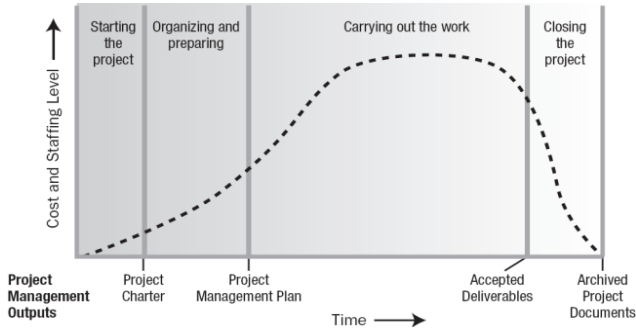 Starting
the
project
Organizing and
preparing
Carrying out the work
Closing
the
project
Cost and Staffing Level
Project
Management
Outputs
Project
Charter
Project
Management Plan
Accepted
Deliverables
Archived
Project
Documents
Time